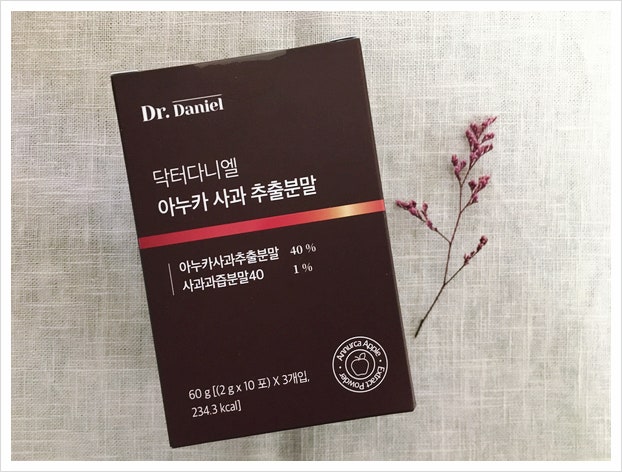 Dr. Daniel
닥터다니엘
아누카 사과 추출분말
아누카사과추출분말 40 %
사과과즙분말40 1 %
Annurca Apple
Extract Powder
60 g [(2 g x 10 포) X 3개입,
234.3 kcal]